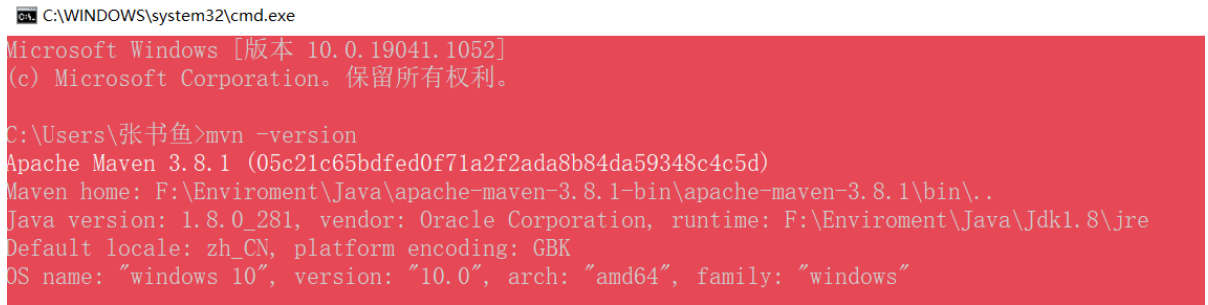 C:\WINDOWS\system32\cmd.exe
Microsoft Windows [版本 10.0.19041.1052]
(c) Microsoft Corporation。保留所有权利。
C:\Users\张书鱼>mvn -version
Apache Maven 3.8.1 (05c21c65bdfed0f71a2f2ada8b84da59348c4c5d)
Maven home: F:\Enviroment\Java\apache-maven-3.8.1-bin\apache-maven-3.8.1\bin\..
Java version: 1.8.0_281, vendor: Oracle Corporation, runtime: F:\Enviroment\Java\Jdk1.8\jre
Default locale: zh_CN, platform encoding: GBK
OS name: "windows 10", version: "10.0", arch: "amd64", family: "windows"